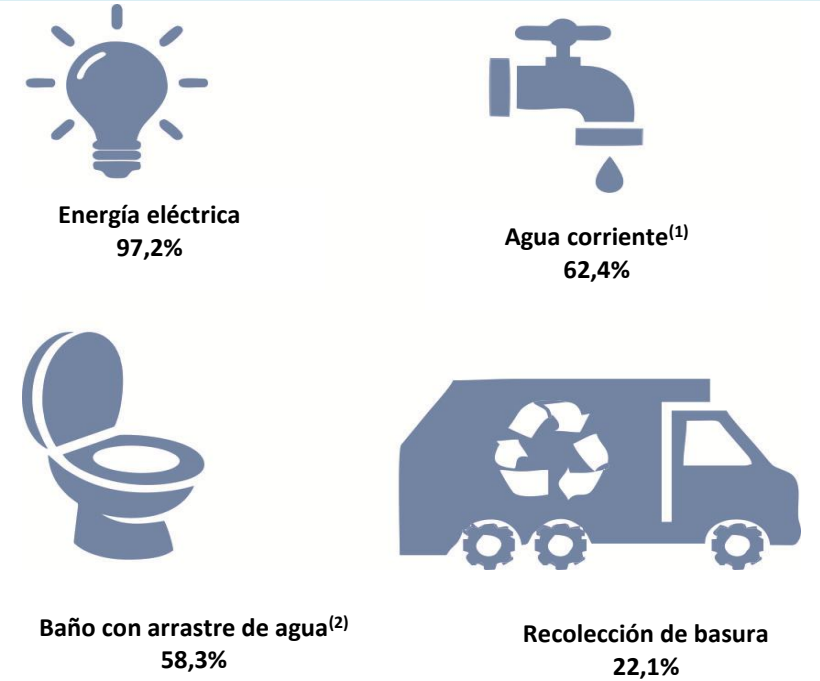 Energía eléctrica
97,2%
Agua corriente(1)
62,4%
Baño con arrastre de agua(2)
58,3%
Recolección de basura
22,1%